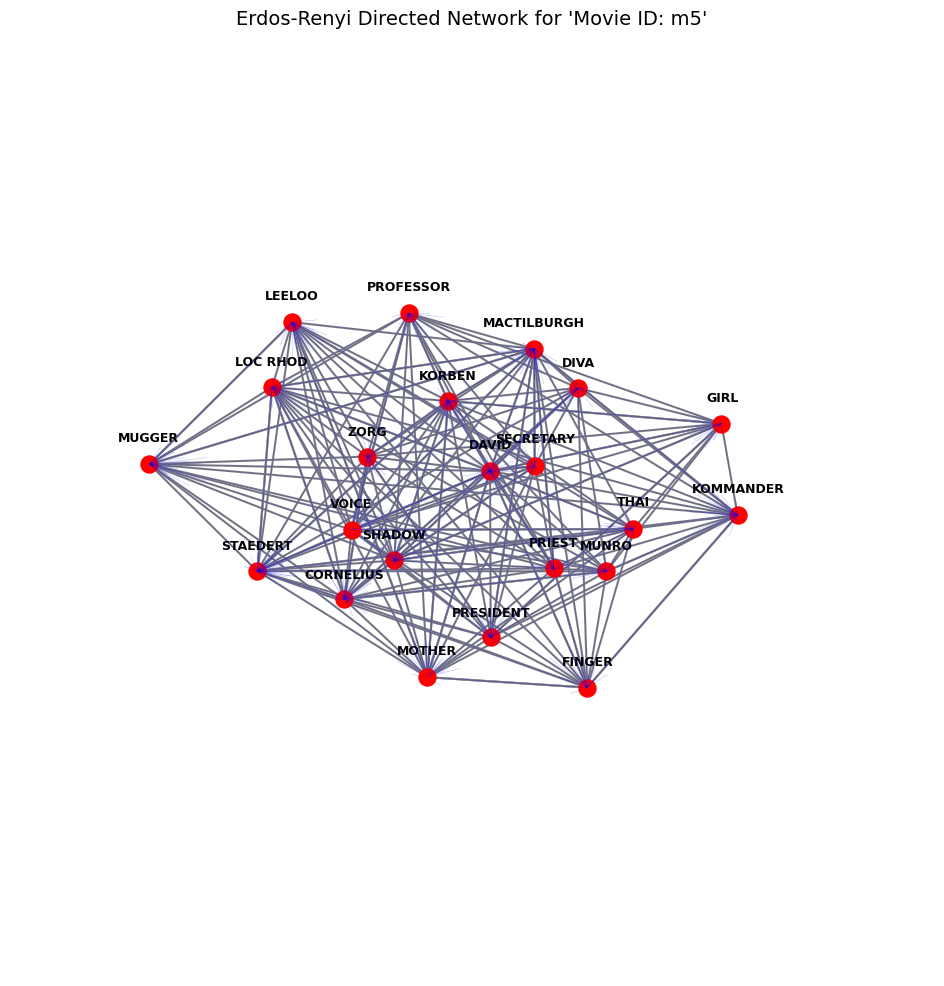 Erdos-Renyi Directed Network for 'Movie ID: m5'
PROFESSOR
LEELOO
MACTILBURGH
LOC RHOD
DIVA
KORBEN
GIRL
ZORG
MUGGER
SECRETARY
DAVID
KOMMANDER
THAI
VOICE
SHADOW
PRIEST
STAEDERT
MUNRO
CORNELIUS
PRESIDENT
MOTHER
FINGER